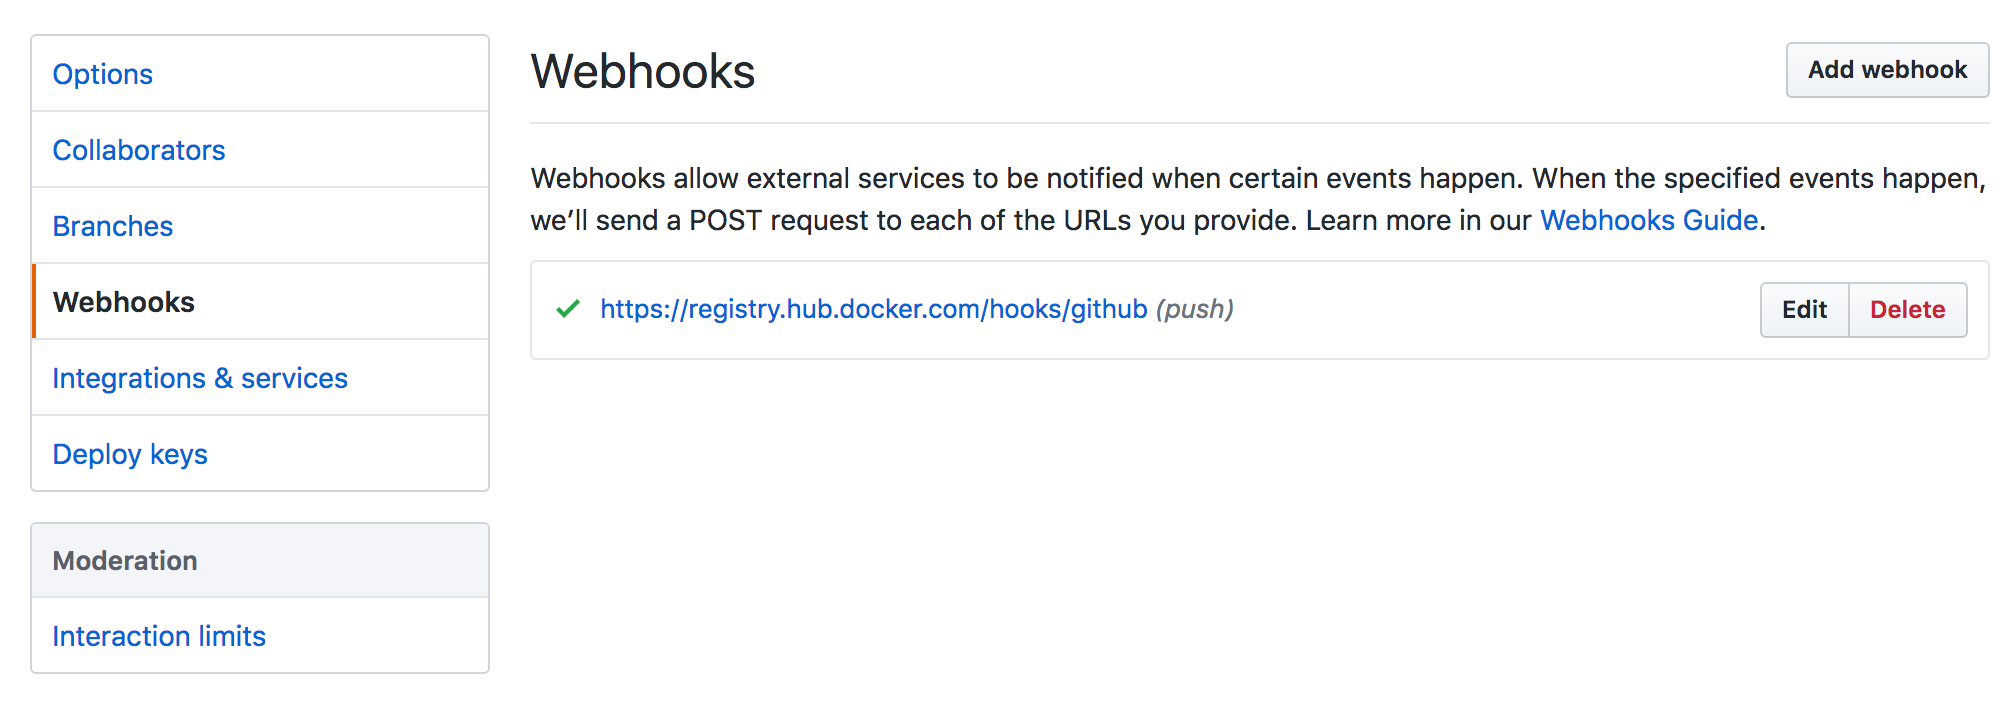 Options
Collaborators
Branches
Webhooks
Integrations & services
Deploy keys
Moderation
Interaction limits
Webhooks
Add webhook
Webhooks allow external services to be notified when certain events happen. When the specified events happen,
we’ll send a POST request to each of the URLs you provide. Learn more in our Webhooks Guide.
https://registry.hub.docker.com/hooks/github (push)
Edit
Delete